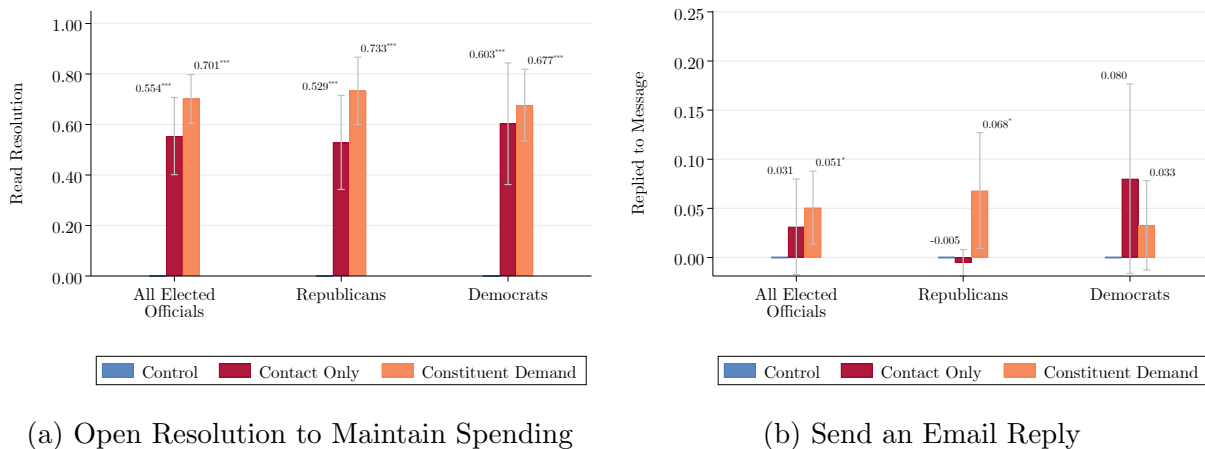 1.00
0.80
0.60
0.40
0.20
0.00
Read Resolution
0.554***
0.701***
0.529***
0.733***
0.603***
0.677***
All Elected
Officials
Republicans
Democrats
Control
Contact Only
Constituent Demand
(a) Open Resolution to Maintain Spending
0.25
0.20
0.15
0.10
0.05
0.00
Replied to Message
0.031
0.051*
-0.005
0.068*
0.080
0.033
All Elected
Officials
Republicans
Democrats
Control
Contact Only
Constituent Demand
(b) Send an Email Reply